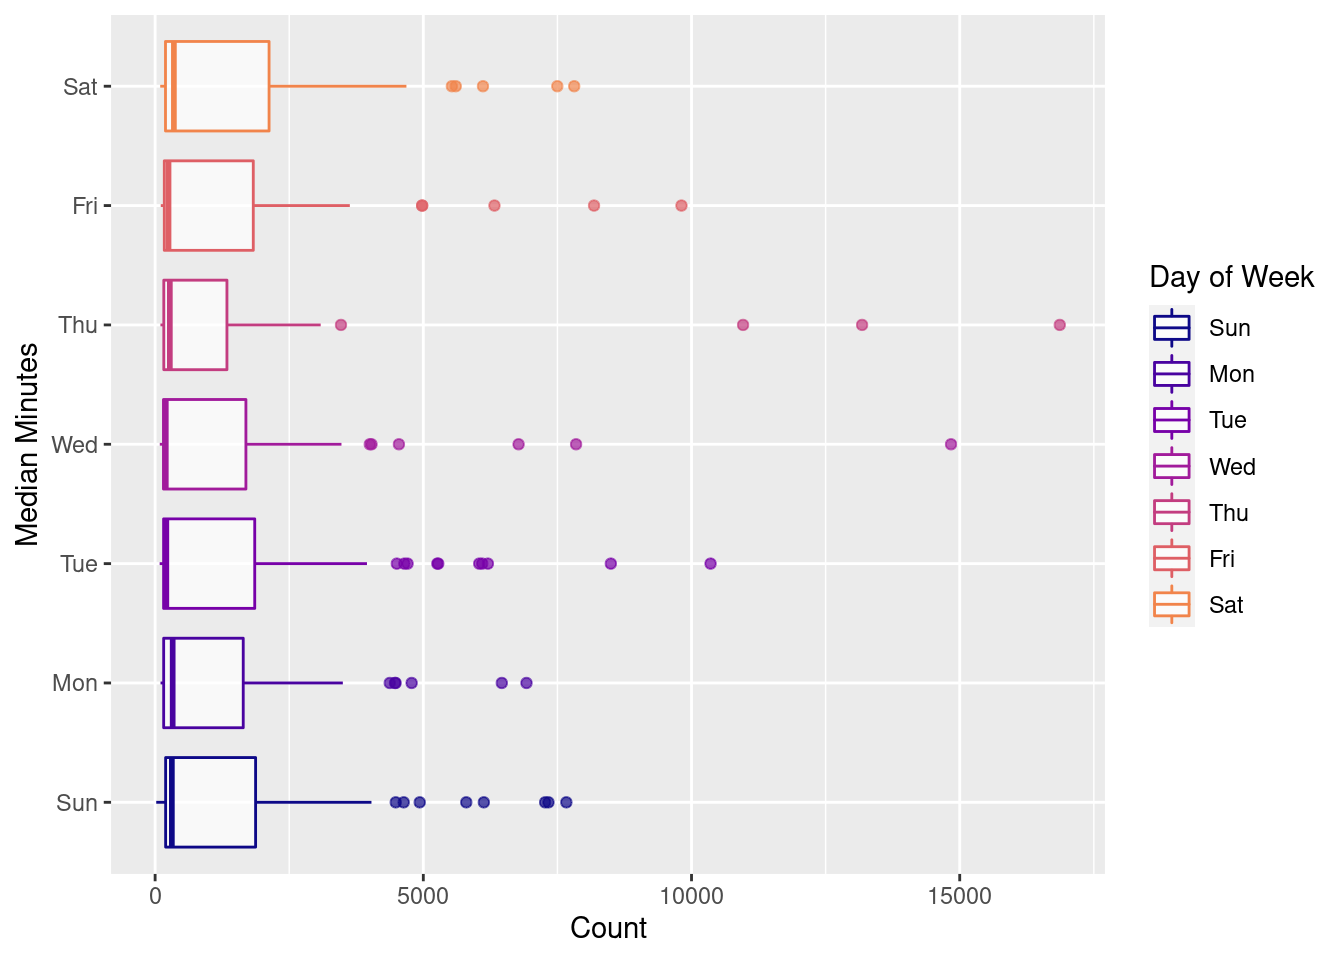 Sat
Fri
Thu
Wed
Tue
Mon
Sun
Median Minutes
0
5000
10000
15000
Count
Day of Week
Sun
Mon
Tue
Wed
Thu
Fri
Sat